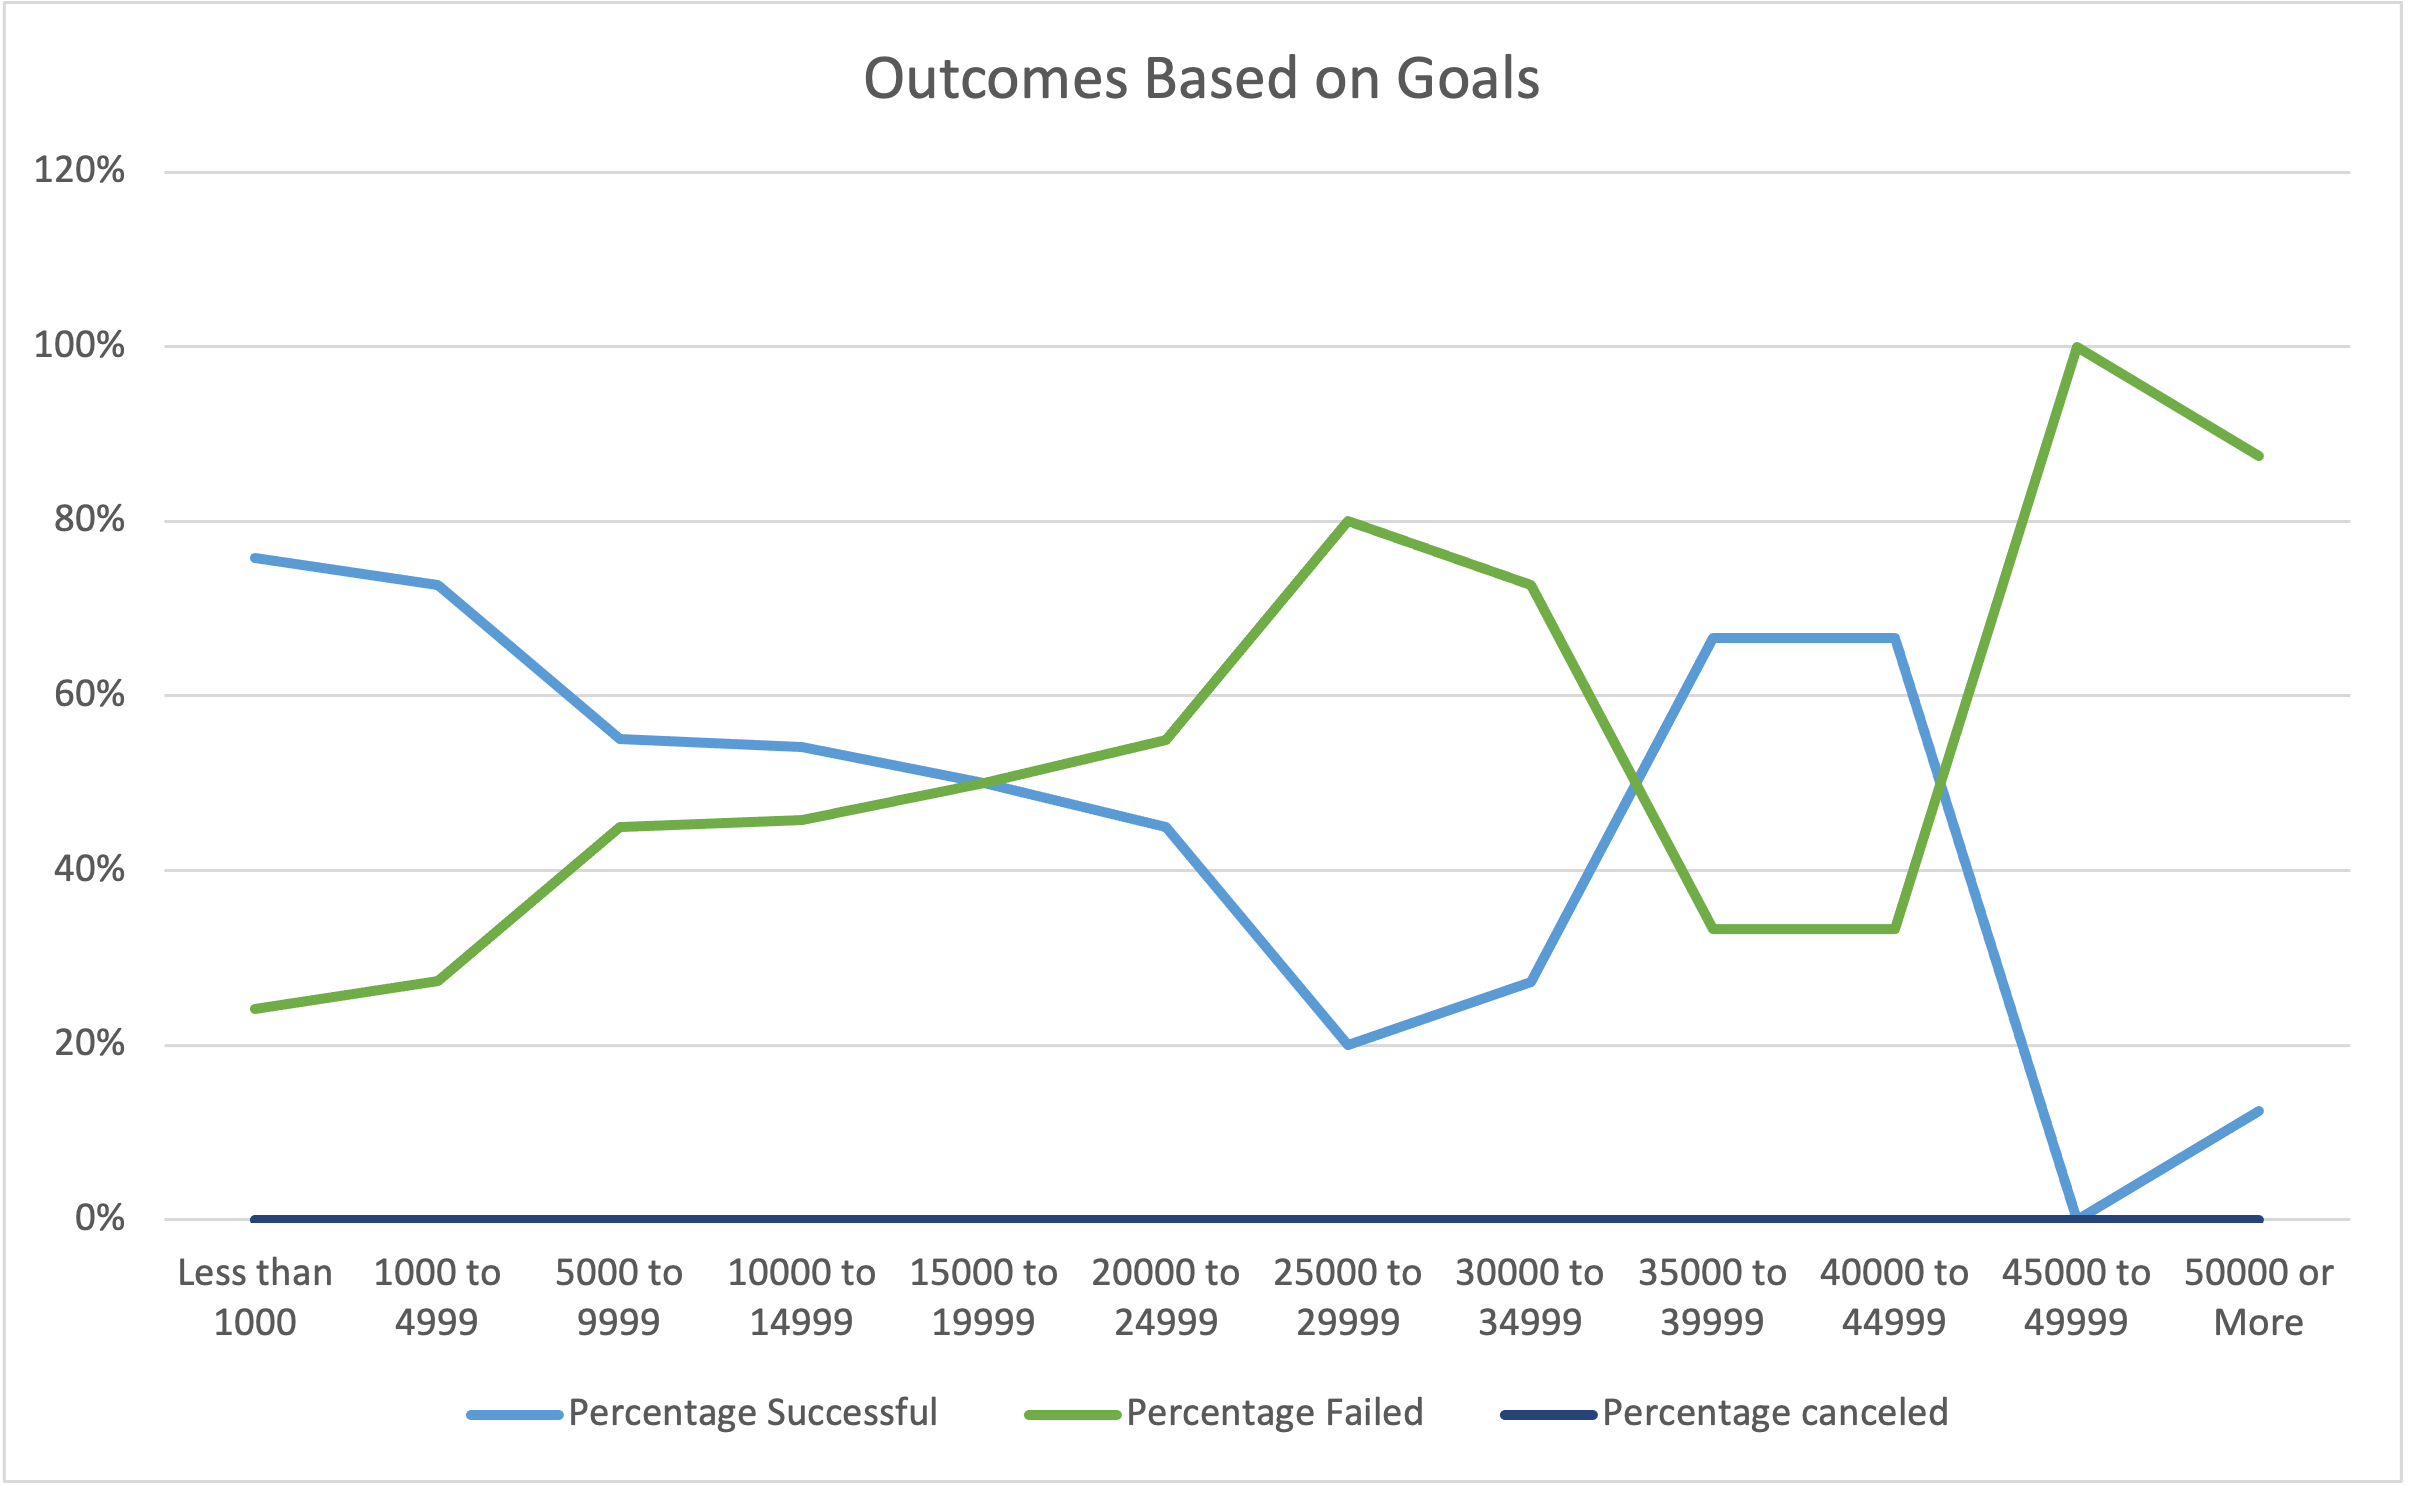 Outcomes Based on Goals
120%
100%
80%
60%
40%
20%
0%
Less than 1000 to 5000 to 10000 to 15000 to 20000 to 25000 to 30000 to 35000 to 40000 to 45000 to 50000 or
1000 4999 9999 14999 19999 24999 29999 34999 39999 44999 49999 More
Percentage Successful Percentage Failed Percentage canceled